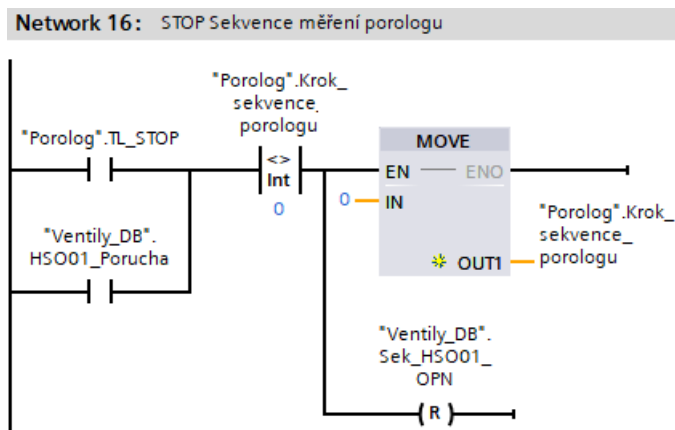 Network 16: STOP Sekvence měření porologu
"Porolog".Krok_
sekvence_
porologu
"Porolog".TL_STOP
<>
Int
0
MOVE
EN
ENO
0
IN
OUT1
"Porolog".Krok_
sekvence_
porologu
"Ventily_DB".
HSO01_Porucha
"Ventily_DB".
Sek_HSO01_
OPN
R